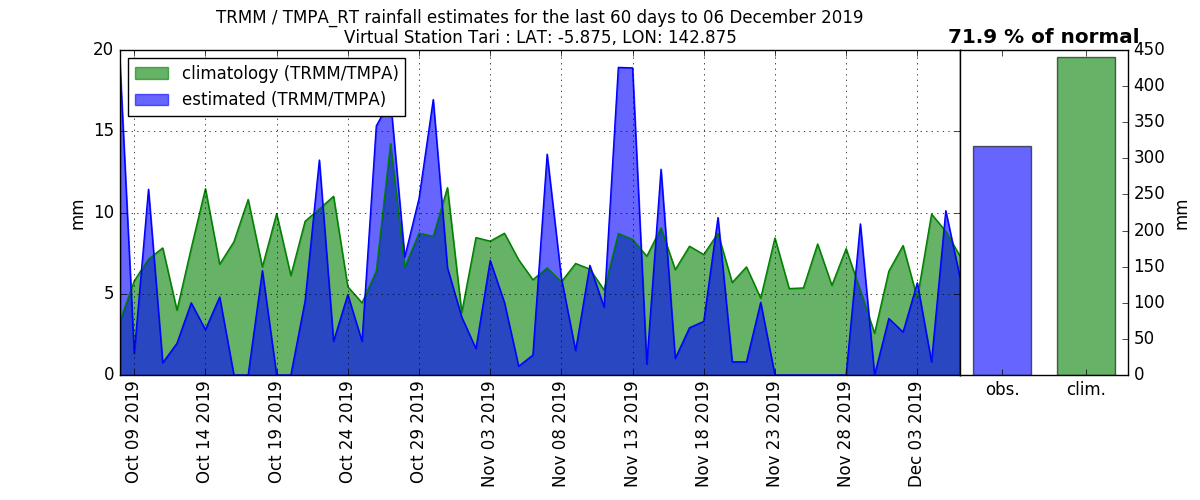 TRMM / TMPA_RT rainfall estimates for the last 60 days to 06 December 2019
Virtual Station Tari : LAT: -5.875, LON: 142.875
71.9 % of normal
climatology (TRMM/TMPA)
estimated (TRMM/TMPA)
20
15
10
5
0
mm
Oct 09 2019
Oct 14 2019
Oct 19 2019
Oct 24 2019
Oct 29 2019
Nov 03 2019
Nov 08 2019
Nov 13 2019
Nov 18 2019
Nov 23 2019
Nov 28 2019
Dec 03 2019
450
400
350
300
250
200
150
100
50
0
mm
obs.
clim.